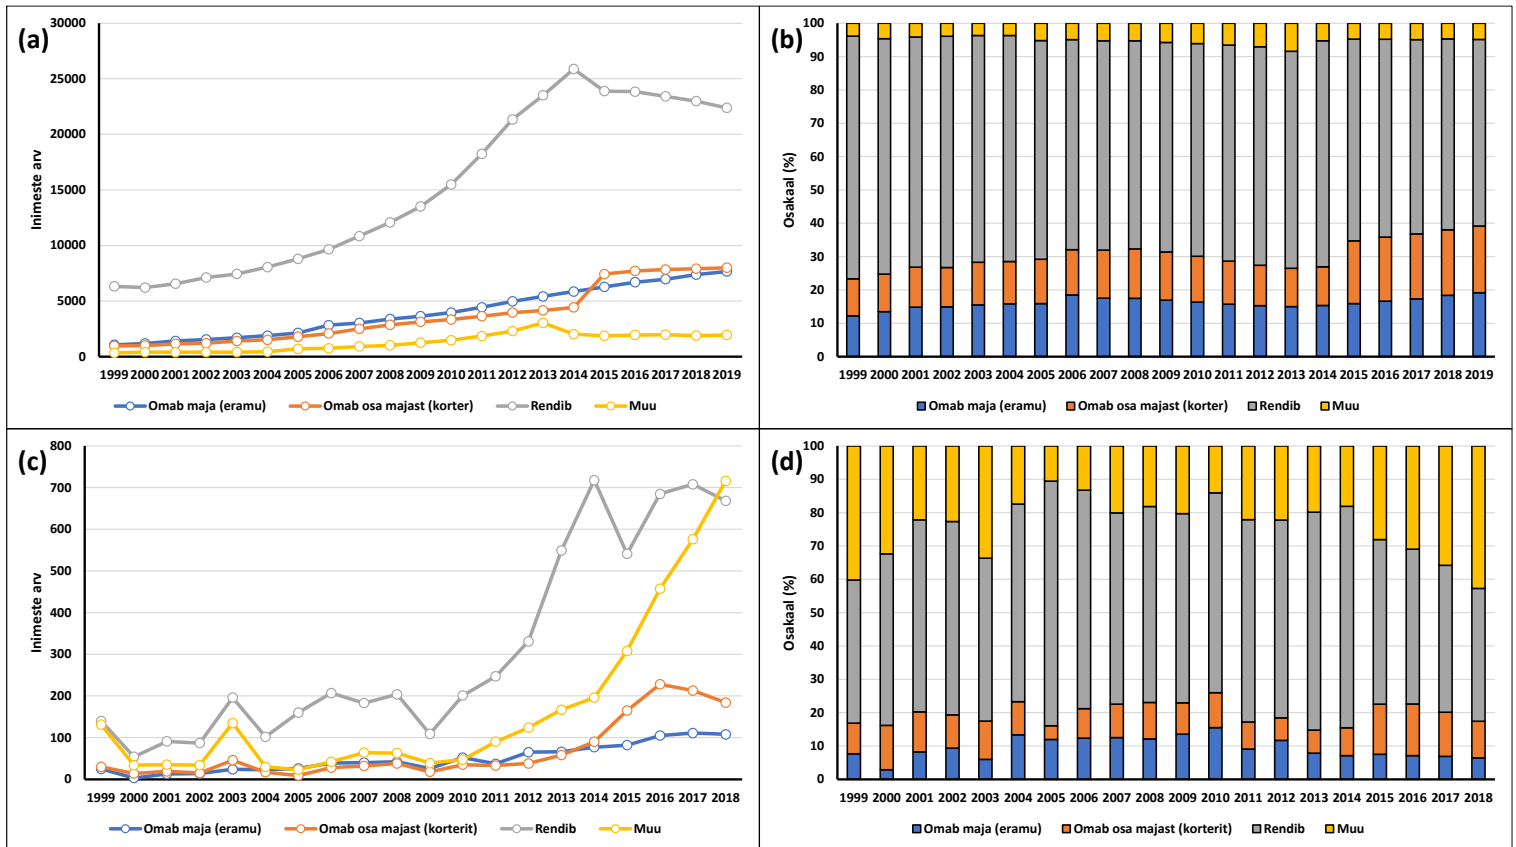 (a)
30000
25000
20000
15000
10000
5000
0
Inimeste arv
1999 2000 2001 2002 2003 2004 2005 2006 2007 2008 2009 2010 2011 2012 2013 2014 2015 2016 2017 2018 2019
Omab maja (eramu) Omab osa majast (korter) Rendib Muu
(b)
100
90
80
70
60
50
40
30
20
10
0
Osakaal (%)
1999 2000 2001 2002 2003 2004 2005 2006 2007 2008 2009 2010 2011 2012 2013 2014 2015 2016 2017 2018 2019
Omab maja (eramu) Omab osa majast (korter) Rendib Muu
(c)
800
700
600
500
400
300
200
100
0
Inimeste arv
1999 2000 2001 2002 2003 2004 2005 2006 2007 2008 2009 2010 2011 2012 2013 2014 2015 2016 2017 2018
Omab maja (eramu) Omab osa majast (korterit) Rendib Muu
(d)
100
90
80
70
60
50
40
30
20
10
0
Osakaal (%)
1999 2000 2001 2002 2003 2004 2005 2006 2007 2008 2009 2010 2011 2012 2013 2014 2015 2016 2017 2018
Omab maja (eramu) Omab osa majast (korterit) Rendib Muu